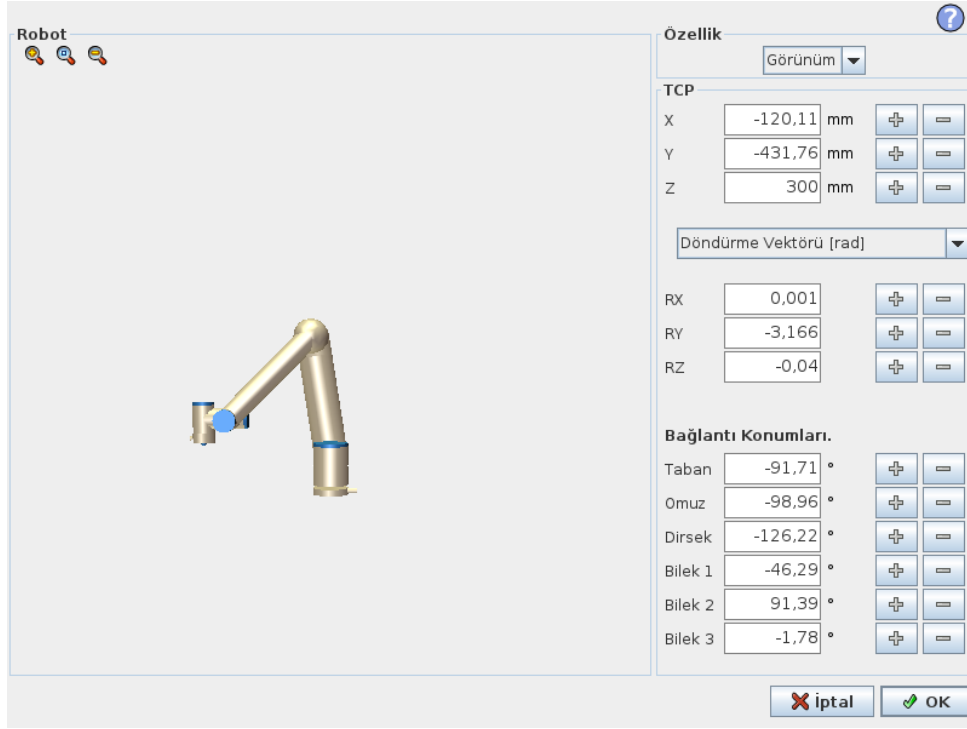 Robot
?
Özellik
Görünüm
TCP
X -120,11 mm
Y -431,76 mm
Z 300 mm
Döndürme Vektörü [rad]
RX 0,001
RY -3,166
RZ -0,04
Bağlantı Konumları.
Taban -91,71 °
Omuz -98,96 °
Dirsek -126,22 °
Bilek 1 -46,29 °
Bilek 2 91,39 °
Bilek 3 -1,78 °
İptal OK